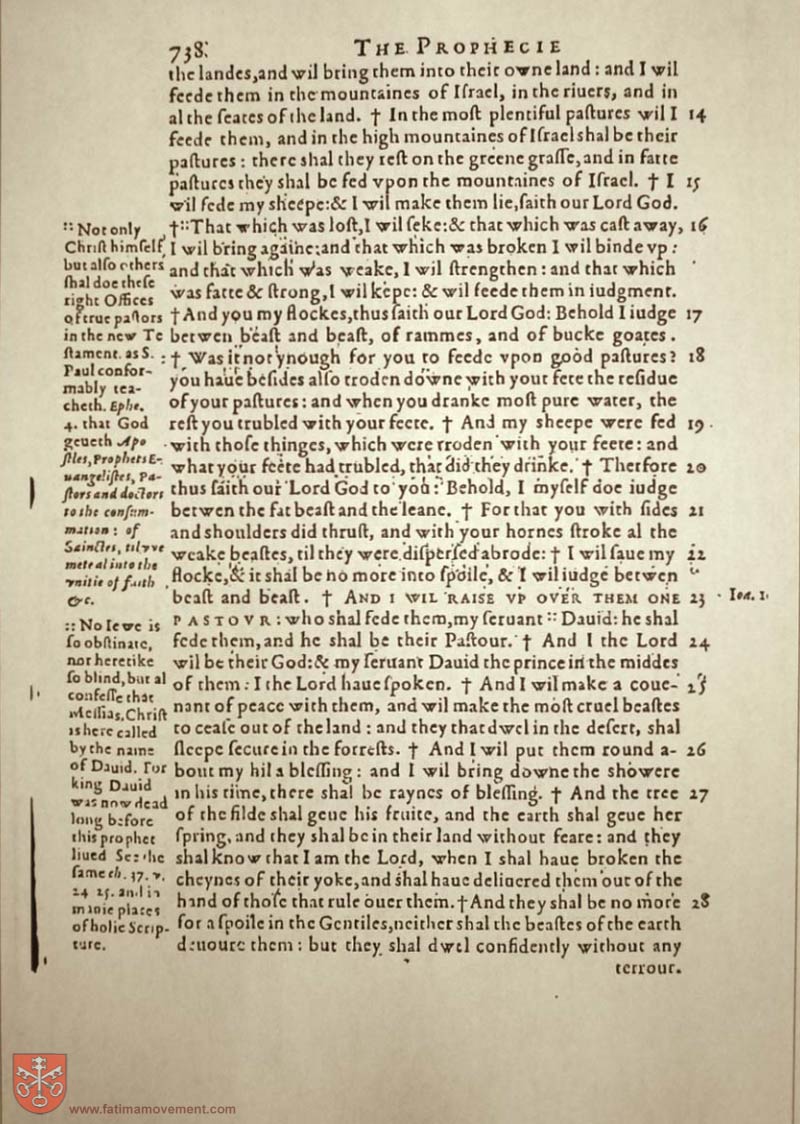 738. THE PROPHECIE
the landes, and wil bring them into their owne land : and I wil
feede them in the mountaines of Iſrael, in the riuers, and in
al the ſeates of the land. † In the moſt plentiful paſtures wil I 14
feede them, and in the high mountaines of Iſrael shal be their
paſtures : there shal they reſt on the greene graſſe, and in fatte
paſtures they shal be fed vpon the mountaines of Iſrael. † I 15
wil fede my sheepe: & I wil make them lie, ſaith our Lord God.
†::That which was loſt, I wil ſeke: & that which was caſt away, 16
I wil bring againe: and that which was broken I wil binde vp :
and that which was weake, I wil ſtrengthen : and that which
was fatte & ſtrong, I wil kepe: & wil feede them in iudgment.
†And you my flockes, thus ſaith our Lord God: Behold I iudge 17
betwen beaſt and beaſt, of rammes, and of bucke goates.
† Was it not ynough for you to feede vpon good paſtures? 18
you haue beſides alſo troden downe with your fete the reſidue
of your paſtures : and when you dranke moſt pure water, the
reſt you trubled with your feete. † And my sheepe were fed 19
with thoſe thinges, which were troden with your feete : and
what your feete had trubled, that did they drinke. † Therfore 20
thus ſaith our Lord God to you: Behold, I myſelf doe iudge
betwen the fat beaſt and the leane. † For that you with ſides 21
and shoulders did thruſt, and with your hornes ſtroke al the
weake beaſtes, til they were diſperſed abrode: † I wil ſaue my 22
flocke, & it shal be no more into ſpoile, & I wil iudge betwen
beaſt and beaſt. † AND I WIL RAISE VP OVER THEM ONE 23
PASTOVR : who shal fede them, my ſeruant :: Dauid: he shal
fede them, and he shal be their Paſtour. † And I the Lord 24
wil be their God: & my ſeruant Dauid the prince in the middes
of them : I the Lord haue ſpoken. † And I wil make a coue- 25
nant of peace with them, and wil make the moſt cruel beaſtes
to ceaſe out of the land : and they that dwel in the deſert, shal
ſleepe ſecure in the forreſts. † And I wil put them round a- 26
bout my hil a bleſſing : and I wil bring downe the showere
in his time, there shal be raynes of bleſſing. † And the tree 27
of the filde shal geue his fruite, and the earth shal geue her
ſpring, and they shal be in their land without feare : and they
shal know that I am the Lord, when I shal haue broken the
cheynes of their yoke, and shal haue deliuered them out of the
hand of thoſe that rule ouer them. † And they shal be no more 28
for a ſpoile in the Gentiles, neither shal the beaſtes of the earth
deuoure them : but they shal dwel confidently without any
terrour.
:: Not only
Chriſt himſelf,
but alſo others
shal doe theſe
right Offices
of true paſtors
in the new Te
ſtament. as S.
Paul confor-
mably tea-
cheth. Ephe.
4. that God
geueth Apo
ſtles, Prophets E-
uangeliſtes, Pa-
ſtors and doctors
to the conſum-
mation : of
Sainctes, til we
mete al into the
vnitie of faith
&c.
:: No Iewe is
ſo obſtinate,
nor heretike
ſo blind, but al
confeſſe that
Meſſias, Chriſt
is here called
by the name
of Dauid. For
king Dauid
was now dead
long before
this prophet
liued See the
ſame ch. 37. v.
24 25. and in
manie places
of holie Scrip-
ture.
Ioa. 1
www.fatimamovement.com